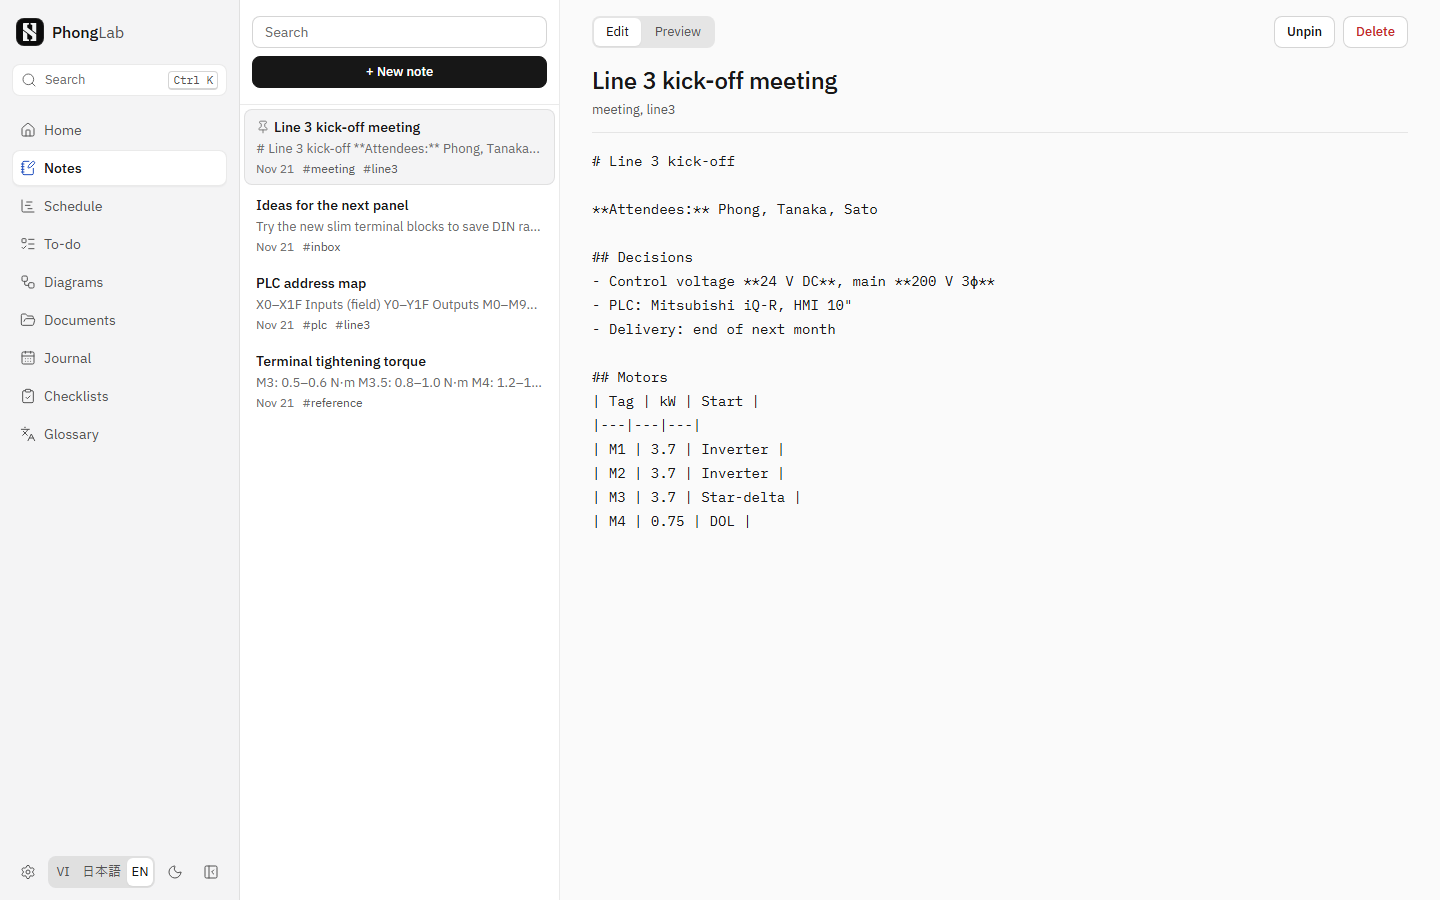 PhongLab
Search
Ctrl K
Home
Notes
Schedule
To-do
Diagrams
Documents
Journal
Checklists
Glossary
VI 日本語 EN
Search
+ New note
Line 3 kick-off meeting
# Line 3 kick-off **Attendees:** Phong, Tanaka...
Nov 21 #meeting #line3
Ideas for the next panel
Try the new slim terminal blocks to save DIN ra...
Nov 21 #inbox
PLC address map
X0–X1F Inputs (field) Y0–Y1F Outputs M0–M9...
Nov 21 #plc #line3
Terminal tightening torque
M3: 0.5–0.6 N·m M3.5: 0.8–1.0 N·m M4: 1.2–1...
Nov 21 #reference
Edit Preview
Unpin Delete
Line 3 kick-off meeting
meeting, line3
# Line 3 kick-off
**Attendees:** Phong, Tanaka, Sato
## Decisions
- Control voltage **24 V DC**, main **200 V 3ϕ**
- PLC: Mitsubishi iQ-R, HMI 10"
- Delivery: end of next month
## Motors
| Tag | kW | Start |
|---|---|---|
| M1 | 3.7 | Inverter |
| M2 | 3.7 | Inverter |
| M3 | 3.7 | Star-delta |
| M4 | 0.75 | DOL |